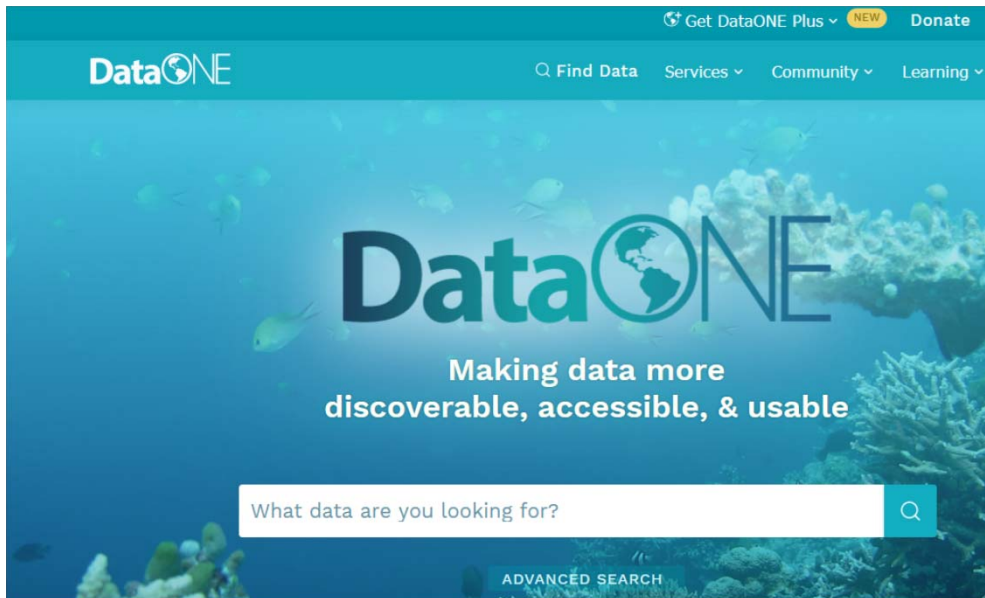 Get DataONE Plus NEW Donate
DataONE Find Data Services Community Learning
DataONE
Making data more
discoverable, accessible, & usable
What data are you looking for?
ADVANCED SEARCH